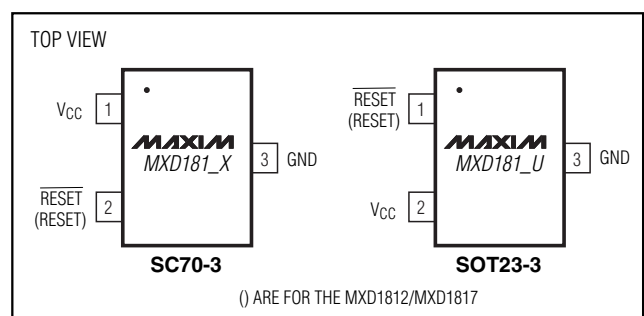 TOP VIEW
VCC 1
RESET
(RESET) 2
MAXIM
MXD181_X
3 GND
SC70-3
RESET
(RESET) 1
VCC 2
MAXIM
MXD181_U
3 GND
SOT23-3
() ARE FOR THE MXD1812/MXD1817